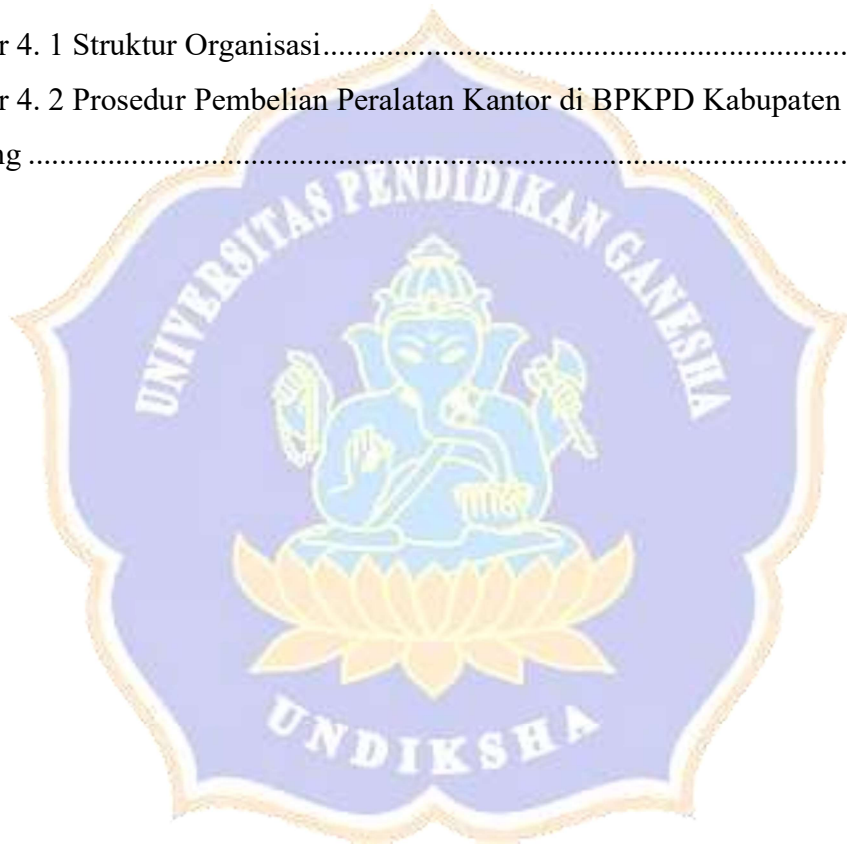 r 4. 1 Struktur Organisasi..........................................................................
r 4. 2 Prosedur Pembelian Peralatan Kantor di BPKPD Kabupaten
ng ..........................................................................................................
UNIVERSITAS PENDIDIKAN GANESHA
UNDIKSHA